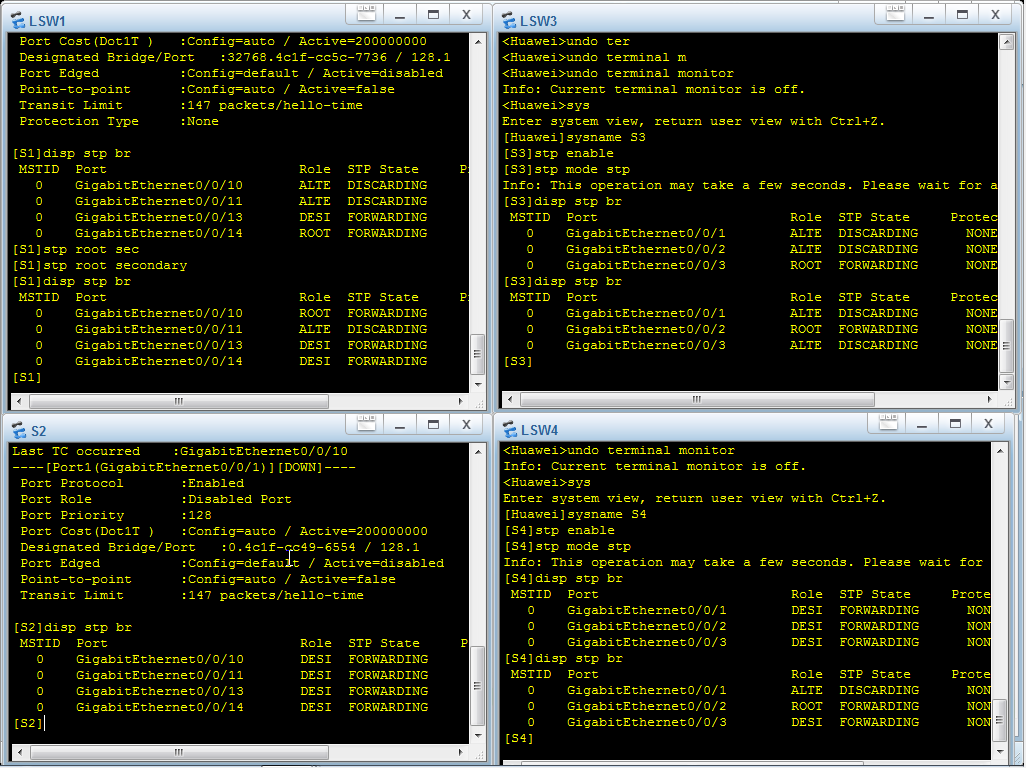 LSW1
Port Cost(Dot1T )   :Config=auto / Active=200000000
Designated Bridge/Port   :32768.4c1f-cc5c-7736 / 128.1
Port Edged          :Config=default / Active=disabled
Point-to-point      :Config=auto / Active=false
Transit Limit       :147 packets/hello-time
Protection Type     :None
[S1]disp stp br
MSTID  Port                        Role  STP State     P
0    GigabitEthernet0/0/10       ALTE  DISCARDING
0    GigabitEthernet0/0/11       ALTE  DISCARDING
0    GigabitEthernet0/0/13       DESI  FORWARDING
0    GigabitEthernet0/0/14       ROOT  FORWARDING
[S1]stp root sec
[S1]stp root secondary
[S1]disp stp br
MSTID  Port                        Role  STP State     P
0    GigabitEthernet0/0/10       ROOT  FORWARDING
0    GigabitEthernet0/0/11       ALTE  DISCARDING
0    GigabitEthernet0/0/13       DESI  FORWARDING
0    GigabitEthernet0/0/14       DESI  FORWARDING
[S1]
LSW3
<Huawei>undo ter
<Huawei>undo terminal m
<Huawei>undo terminal monitor
Info: Current terminal monitor is off.
<Huawei>sys
Enter system view, return user view with Ctrl+Z.
[Huawei]sysname S3
[S3]stp enable
[S3]stp mode stp
Info: This operation may take a few seconds. Please wait for a
[S3]disp stp br
MSTID  Port                        Role  STP State     Protec
0    GigabitEthernet0/0/1        ALTE  DISCARDING      NONE
0    GigabitEthernet0/0/2        ALTE  DISCARDING      NONE
0    GigabitEthernet0/0/3        ROOT  FORWARDING      NONE
[S3]disp stp br
MSTID  Port                        Role  STP State     Protec
0    GigabitEthernet0/0/1        ALTE  DISCARDING      NONE
0    GigabitEthernet0/0/2        ROOT  FORWARDING      NONE
0    GigabitEthernet0/0/3        ALTE  DISCARDING      NONE
[S3]
S2
Last TC occurred    :GigabitEthernet0/0/10
----[Port1(GigabitEthernet0/0/1)][DOWN]----
Port Protocol       :Enabled
Port Role           :Disabled Port
Port Priority       :128
Port Cost(Dot1T )   :Config=auto / Active=200000000
Designated Bridge/Port   :0.4c1f-cc49-6554 / 128.1
Port Edged          :Config=default / Active=disabled
Point-to-point      :Config=auto / Active=false
Transit Limit       :147 packets/hello-time
[S2]disp stp br
MSTID  Port                        Role  STP State     P
0    GigabitEthernet0/0/10       DESI  FORWARDING
0    GigabitEthernet0/0/11       DESI  FORWARDING
0    GigabitEthernet0/0/13       DESI  FORWARDING
0    GigabitEthernet0/0/14       DESI  FORWARDING
[S2]
LSW4
<Huawei>undo terminal monitor
Info: Current terminal monitor is off.
<Huawei>sys
Enter system view, return user view with Ctrl+Z.
[Huawei]sysname S4
[S4]stp enable
[S4]stp mode stp
Info: This operation may take a few seconds. Please wait for
[S4]disp stp br
MSTID  Port                        Role  STP State     Prote
0    GigabitEthernet0/0/1        DESI  FORWARDING      NON
0    GigabitEthernet0/0/2        DESI  FORWARDING      NON
0    GigabitEthernet0/0/3        DESI  FORWARDING      NON
[S4]disp stp br
MSTID  Port                        Role  STP State     Prote
0    GigabitEthernet0/0/1        ALTE  DISCARDING      NON
0    GigabitEthernet0/0/2        ROOT  FORWARDING      NON
0    GigabitEthernet0/0/3        DESI  FORWARDING      NON
[S4]